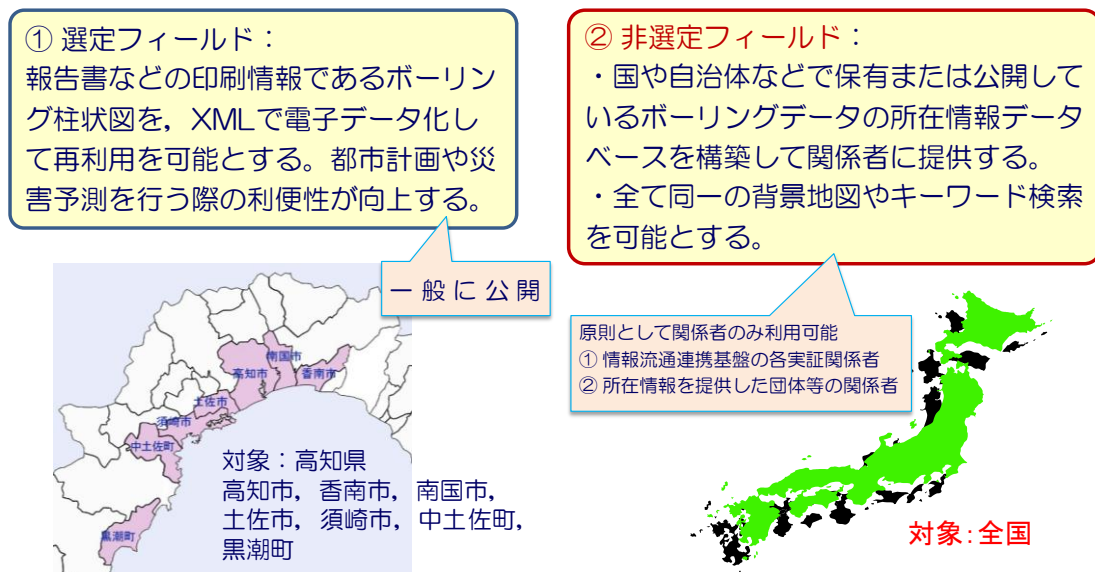 ① 選定フィールド：
報告書などの印刷情報であるボーリン
グ柱状図を，XMLで電子データ化し
て再利用を可能とする。都市計画や災
害予測を行う際の利便性が向上する。
一般に公開
南国市
高知市
香南市
土佐市
須崎市
中土佐町
黒潮町
対象：高知県
高知市，香南市，南国市，
土佐市，須崎市，中土佐町，
黒潮町
② 非選定フィールド：
・国や自治体などで保有または公開して
いるボーリングデータの所在情報データ
ベースを構築して関係者に提供する。
・全て同一の背景地図やキーワード検索
を可能とする。
原則として関係者のみ利用可能
① 情報流通連携基盤の各実証関係者
② 所在情報を提供した団体等の関係者
対象：全国